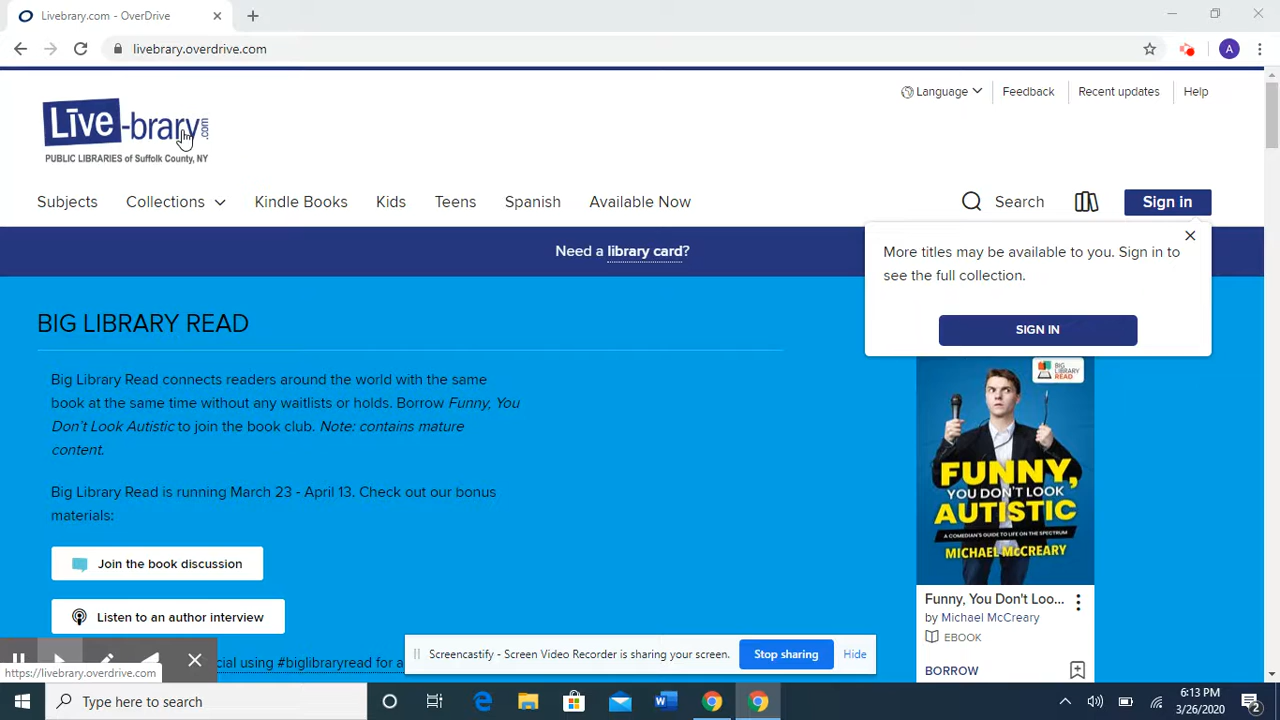 Livebrary.com - OverDrive
livebrary.overdrive.com
A
Language
Feedback
Recent updates
Help
Live-brary.com
PUBLIC LIBRARIES of Suffolk County, NY
Subjects
Collections
Kindle Books
Kids
Teens
Spanish
Available Now
Search
Sign in
Need a library card?
More titles may be available to you. Sign in to
see the full collection.
SIGN IN
BIG LIBRARY READ
Big Library Read connects readers around the world with the same
book at the same time without any waitlists or holds. Borrow Funny, You
Don't Look Autistic to join the book club. Note: contains mature
content.
Big Library Read is running March 23 - April 13. Check out our bonus
materials:
Join the book discussion
Listen to an author interview
BIG LIBRARY READ
FUNNY,
YOU DON'T LOOK
AUTISTIC
A COMEDIAN'S GUIDE TO LIFE ON THE SPECTRUM
MICHAEL McCREARY
Funny, You Don't Loo...
by Michael McCreary
EBOOK
BORROW
cial using #biglibraryread for a
Screencastify - Screen Video Recorder is sharing your screen.
Stop sharing
Hide
https://livebrary.overdrive.com
Type here to search
6:13 PM
3/26/2020
2